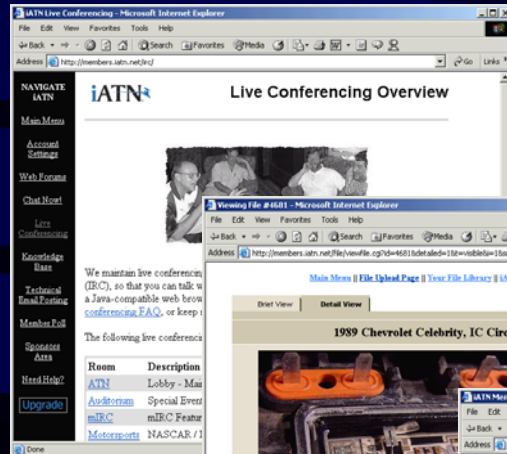 iATN Live Conferencing - Microsoft Internet Explorer
File Edit View Favorites Tools Help
Back Search Favorites Media
Address http://members.iatn.net/irc/ Go Links
NAVIGATE
iATN
Main Menu
Account
Settings
Web Forums
Chat Now!
Live
Conferencing
Knowledge
Base
Technical
Email Posting
Member Poll
Sponsors
Area
Need Help?
Upgrade
iATN
Live Conferencing Overview
We maintain live conferencin
(IRC), so that you can talk w
a Java-compatible web brow
conferencing FAQ, or keep
The following live conferenci
Room Description
ATN Lobby - Mai
Auditorium Special Event
mIRC mIRC Featur
Motorsports NASCAR /
Done
Viewing File #4681 - Microsoft Internet Explorer
File Edit View Favorites Tools Help
Back Search Favorites Media
Address http://members.iatn.net/file/viewfile.cgi?id=4681&detailed=1&t=visible&s=1&su
Main Menu || File Upload Page || Your File Library ||
Brief View Detail View
1989 Chevrolet Celebrity, IC Circ
iATN Mem
File Edit
Back
Address